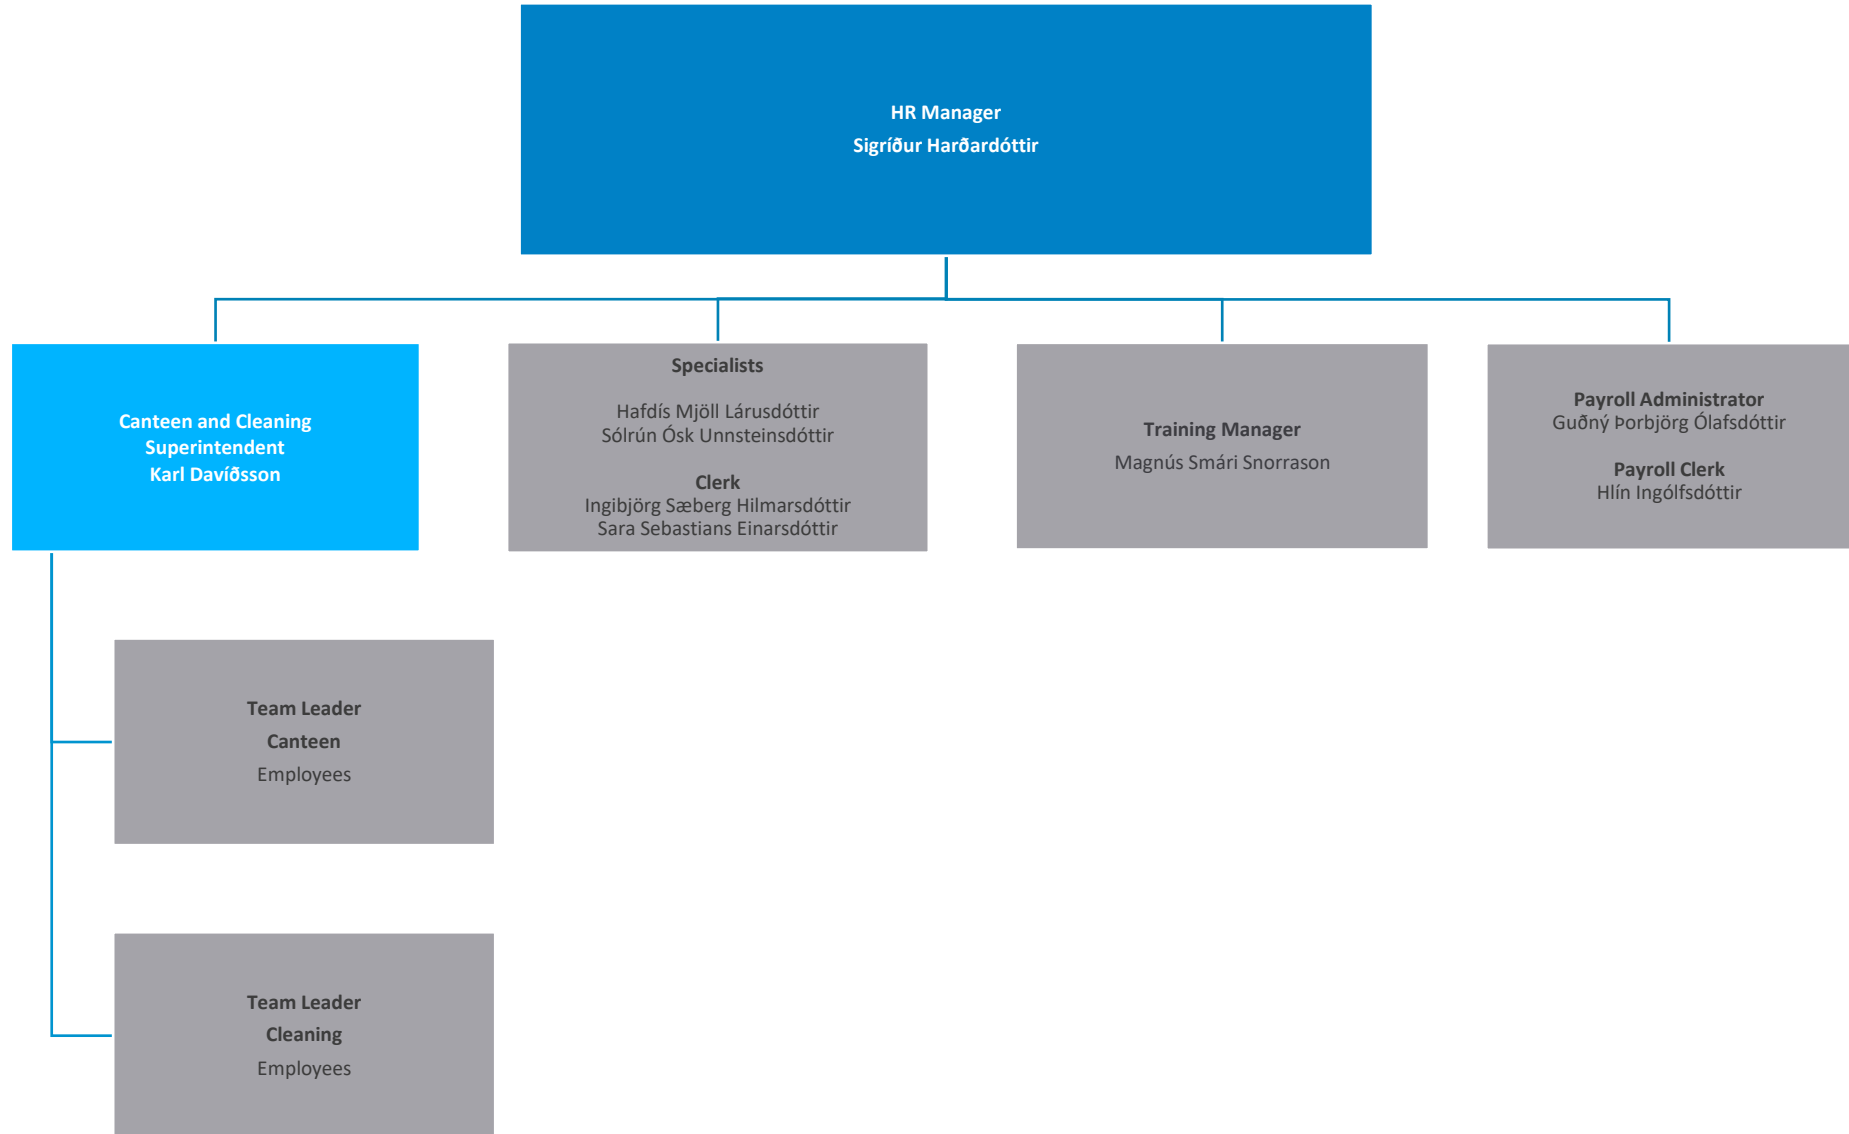 HR Manager
Sigríður Harðardóttir
Canteen and Cleaning
Superintendent
Karl Davíðsson
Specialists
Hafdís Mjöll Lárusdóttir
Sólrún Ósk Unnsteinsdóttir
Clerk
Ingibjörg Sæberg Hilmarsdóttir
Sara Sebastians Einarsdóttir
Training Manager
Magnús Smári Snorrason
Payroll Administrator
Guðný Þorbjörg Ólafsdóttir
Payroll Clerk
Hlín Ingólfsdóttir
Team Leader
Canteen
Employees
Team Leader
Cleaning
Employees